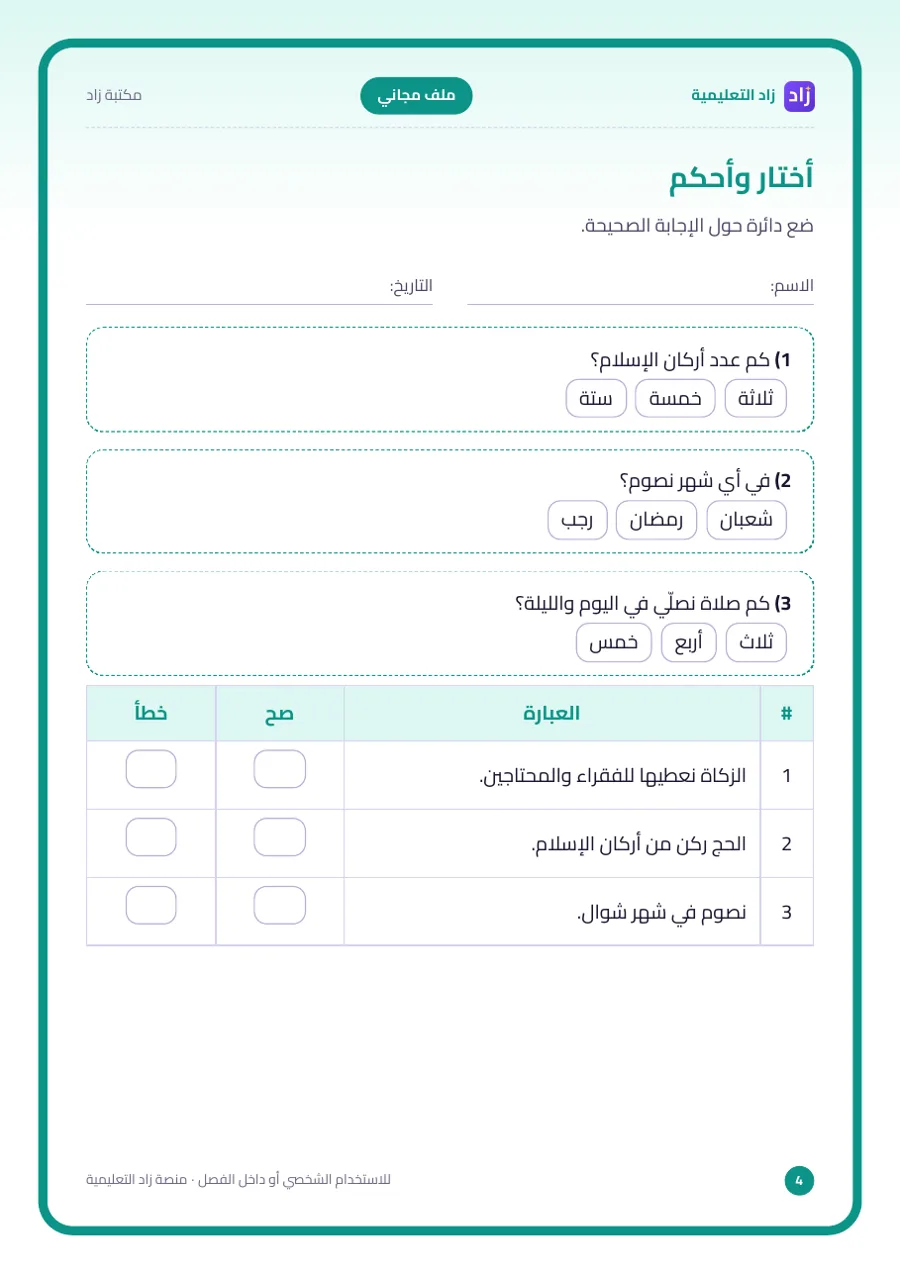 زاد زاد التعليمية
ملف مجاني
مكتبة زاد
أختار وأحكم
ضع دائرة حول الإجابة الصحيحة.
الاسم:
التاريخ:
1) كم عدد أركان الإسلام؟
ثلاثة خمسة ستة
2) في أي شهر نصوم؟
شعبان رمضان رجب
3) كم صلاة نصلّي في اليوم والليلة؟
ثلاث أربع خمس
# العبارة صح خطأ
1 الزكاة نعطيها للفقراء والمحتاجين.
2 الحج ركن من أركان الإسلام.
3 نصوم في شهر شوال.
4
للاستخدام الشخصي أو داخل الفصل · منصة زاد التعليمية